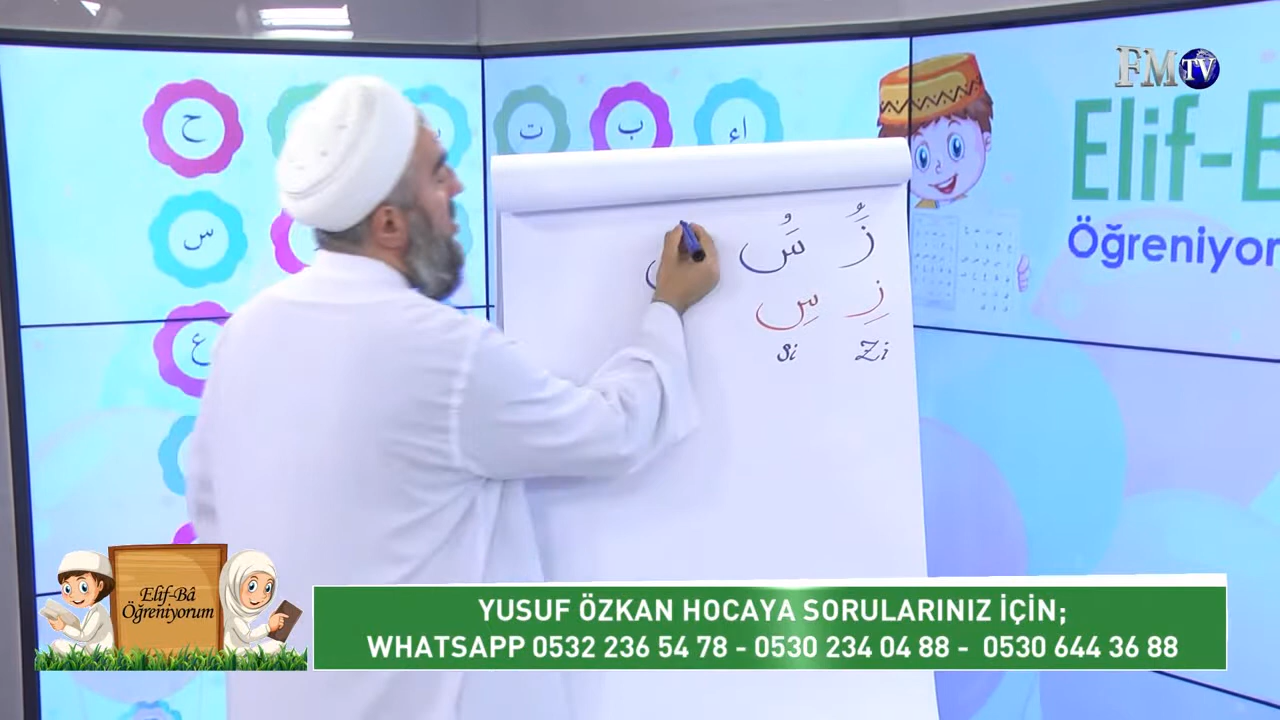 FM TV
ح ت ب إئ
س
ع
Elif-B
Öğreniyor
زَ سَ
زِ سِ
Zi si
Elif-Bâ
Öğreniyorum
YUSUF ÖZKAN HOCAYA SORULARINIZ İÇİN;
WHATSAPP 0532 236 54 78 - 0530 234 04 88 - 0530 644 36 88